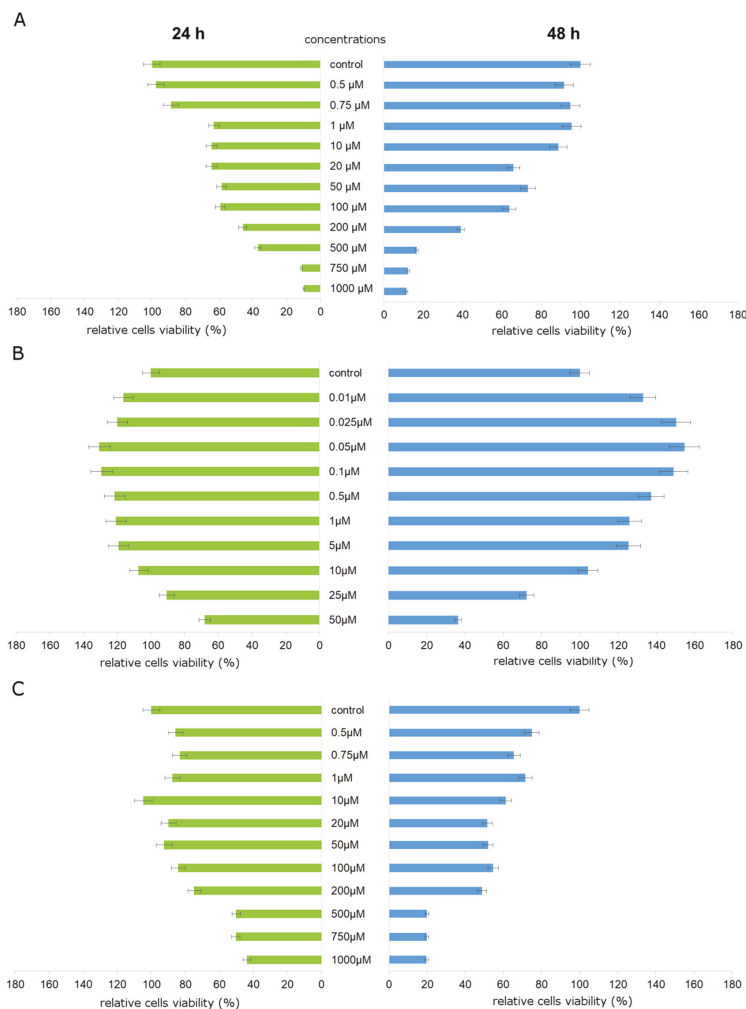 A
24 h
concentrations
48 h
control
0.5 µM
0.75 µM
1 µM
10 µM
20 µM
50 µM
100 µM
200 µM
500 µM
750 µM
1000 µM
180 160 140 120 100 80 60 40 20 0
0 20 40 60 80 100 120 140 160 180
relative cells viability (%)
relative cells viability (%)
B
control
0.01µM
0.025µM
0.05µM
0.1µM
0.5µM
1µM
5µM
10µM
25µM
50µM
180 160 140 120 100 80 60 40 20 0
0 20 40 60 80 100 120 140 160 180
relative cells viability (%)
relative cells viability (%)
C
control
0.5µM
0.75µM
1µM
10µM
20µM
50µM
100µM
200µM
500µM
750µM
1000µM
180 160 140 120 100 80 60 40 20 0
0 20 40 60 80 100 120 140 160 180
relative cells viability (%)
relative cells viability (%)